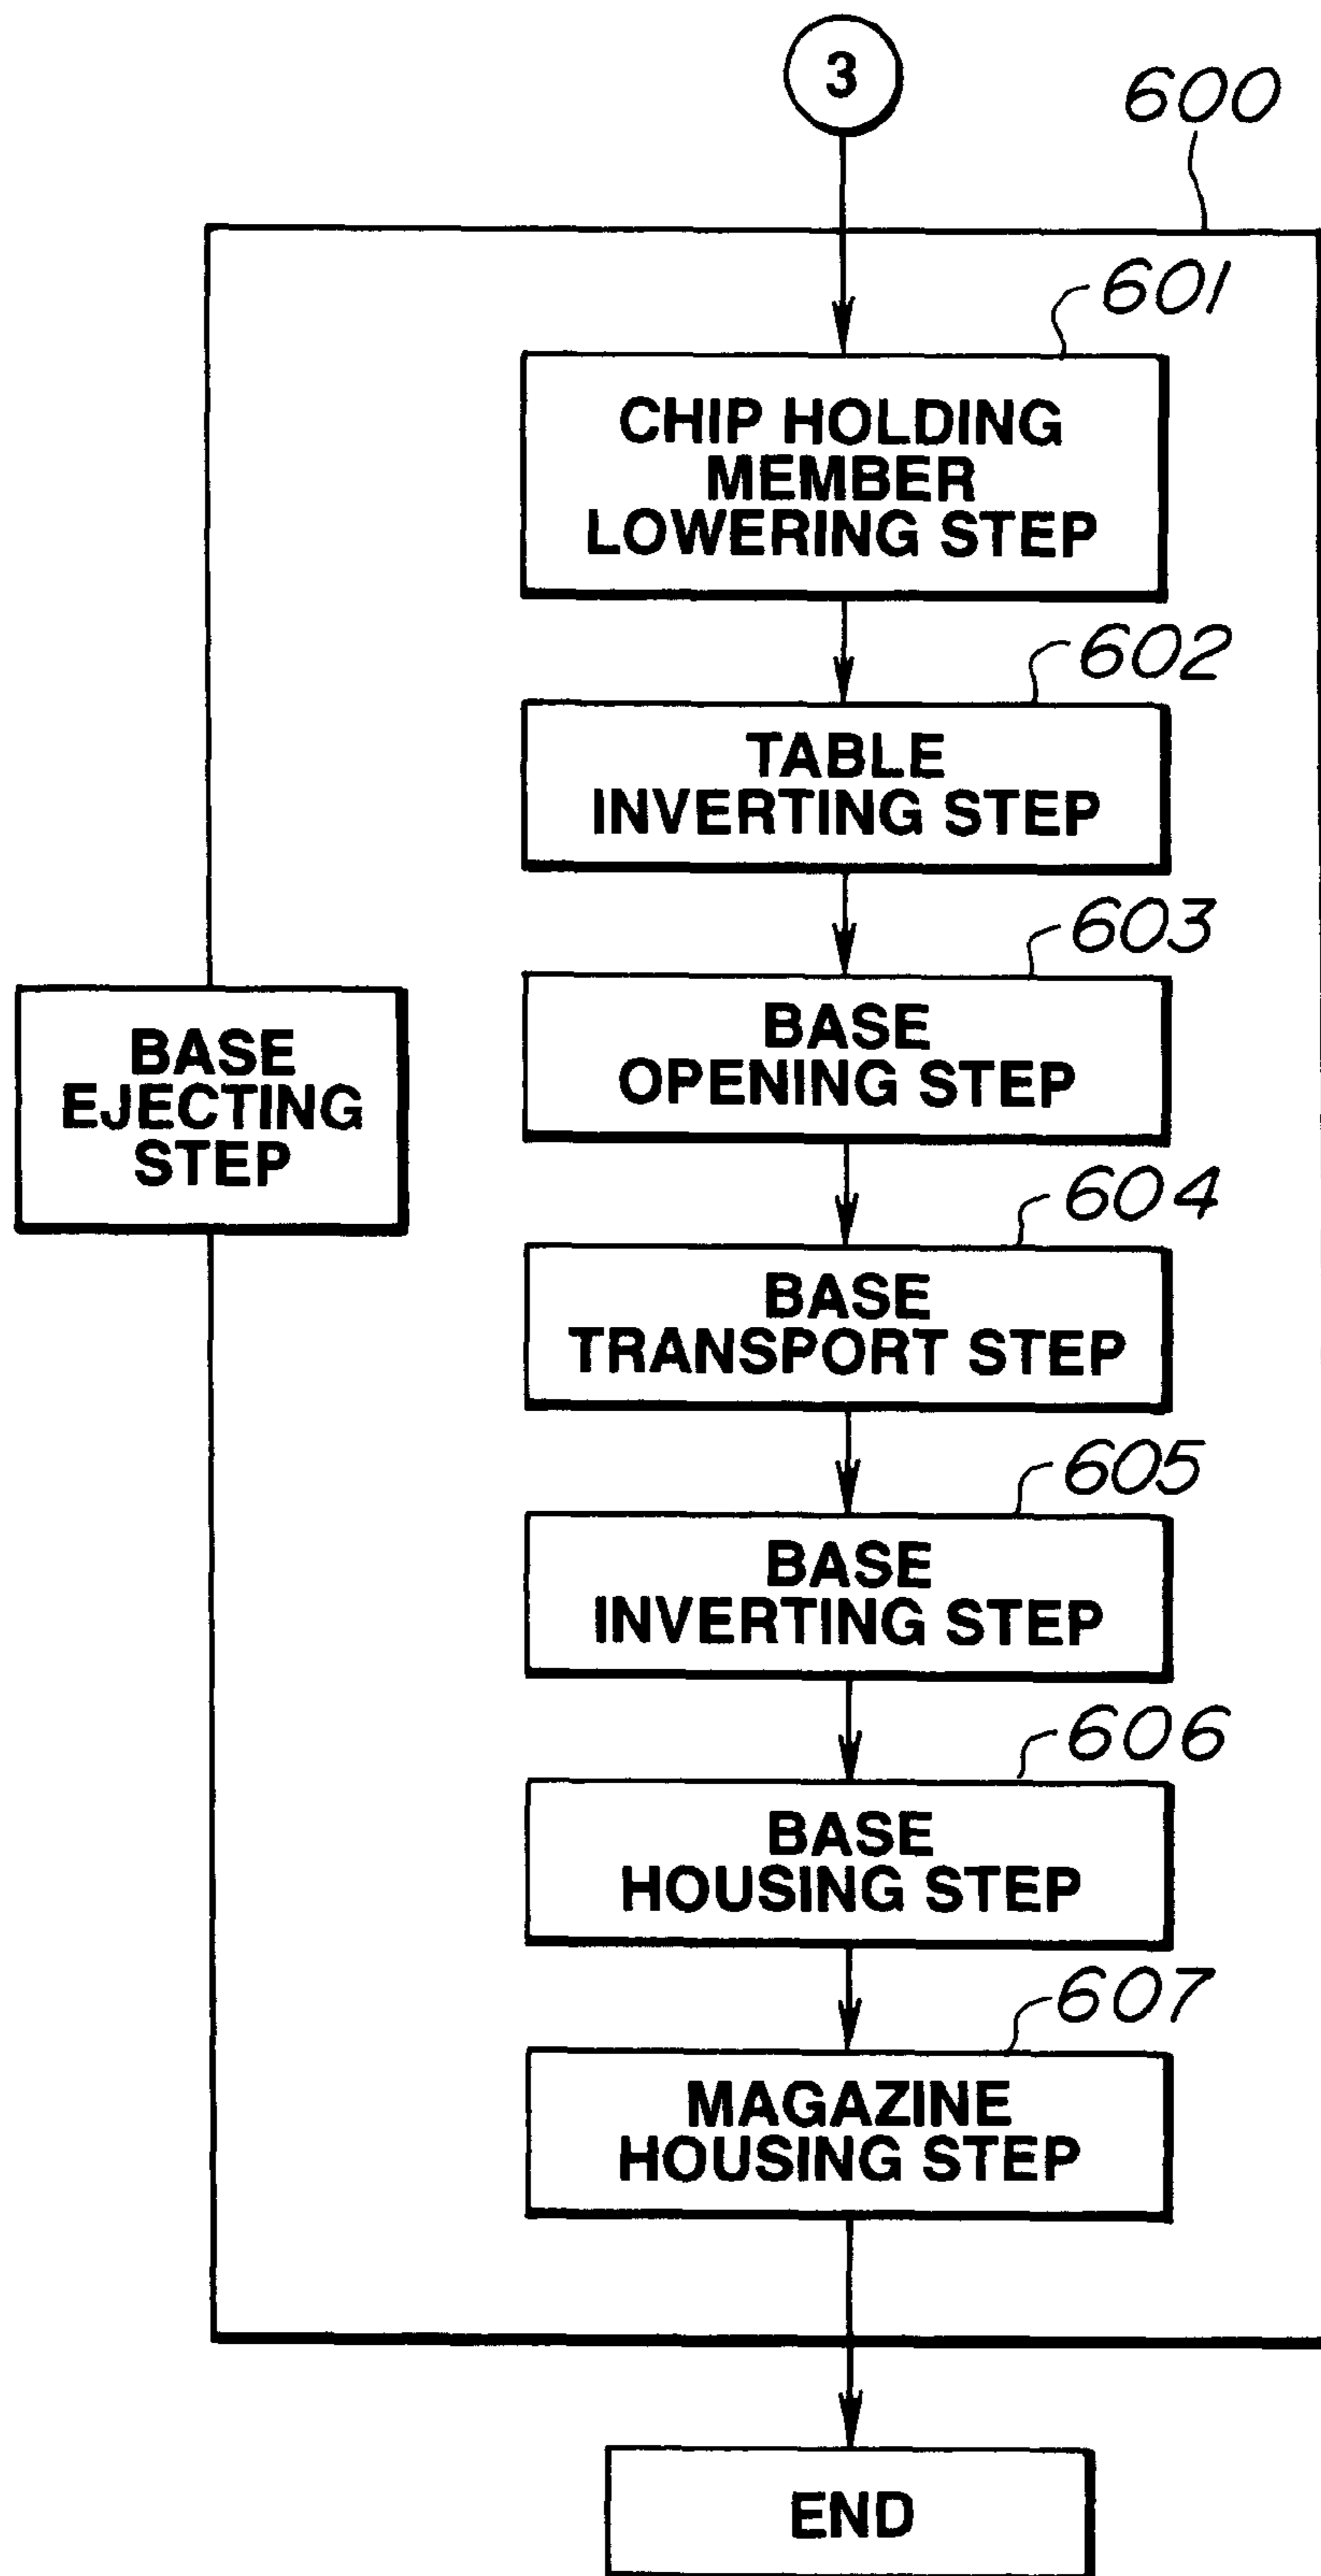 3
600
601
CHIP HOLDING
MEMBER
LOWERING STEP
602
TABLE
INVERTING STEP
603
BASE
OPENING STEP
BASE
EJECTING
STEP
604
BASE
TRANSPORT STEP
605
BASE
INVERTING STEP
606
BASE
HOUSING STEP
607
MAGAZINE
HOUSING STEP
END